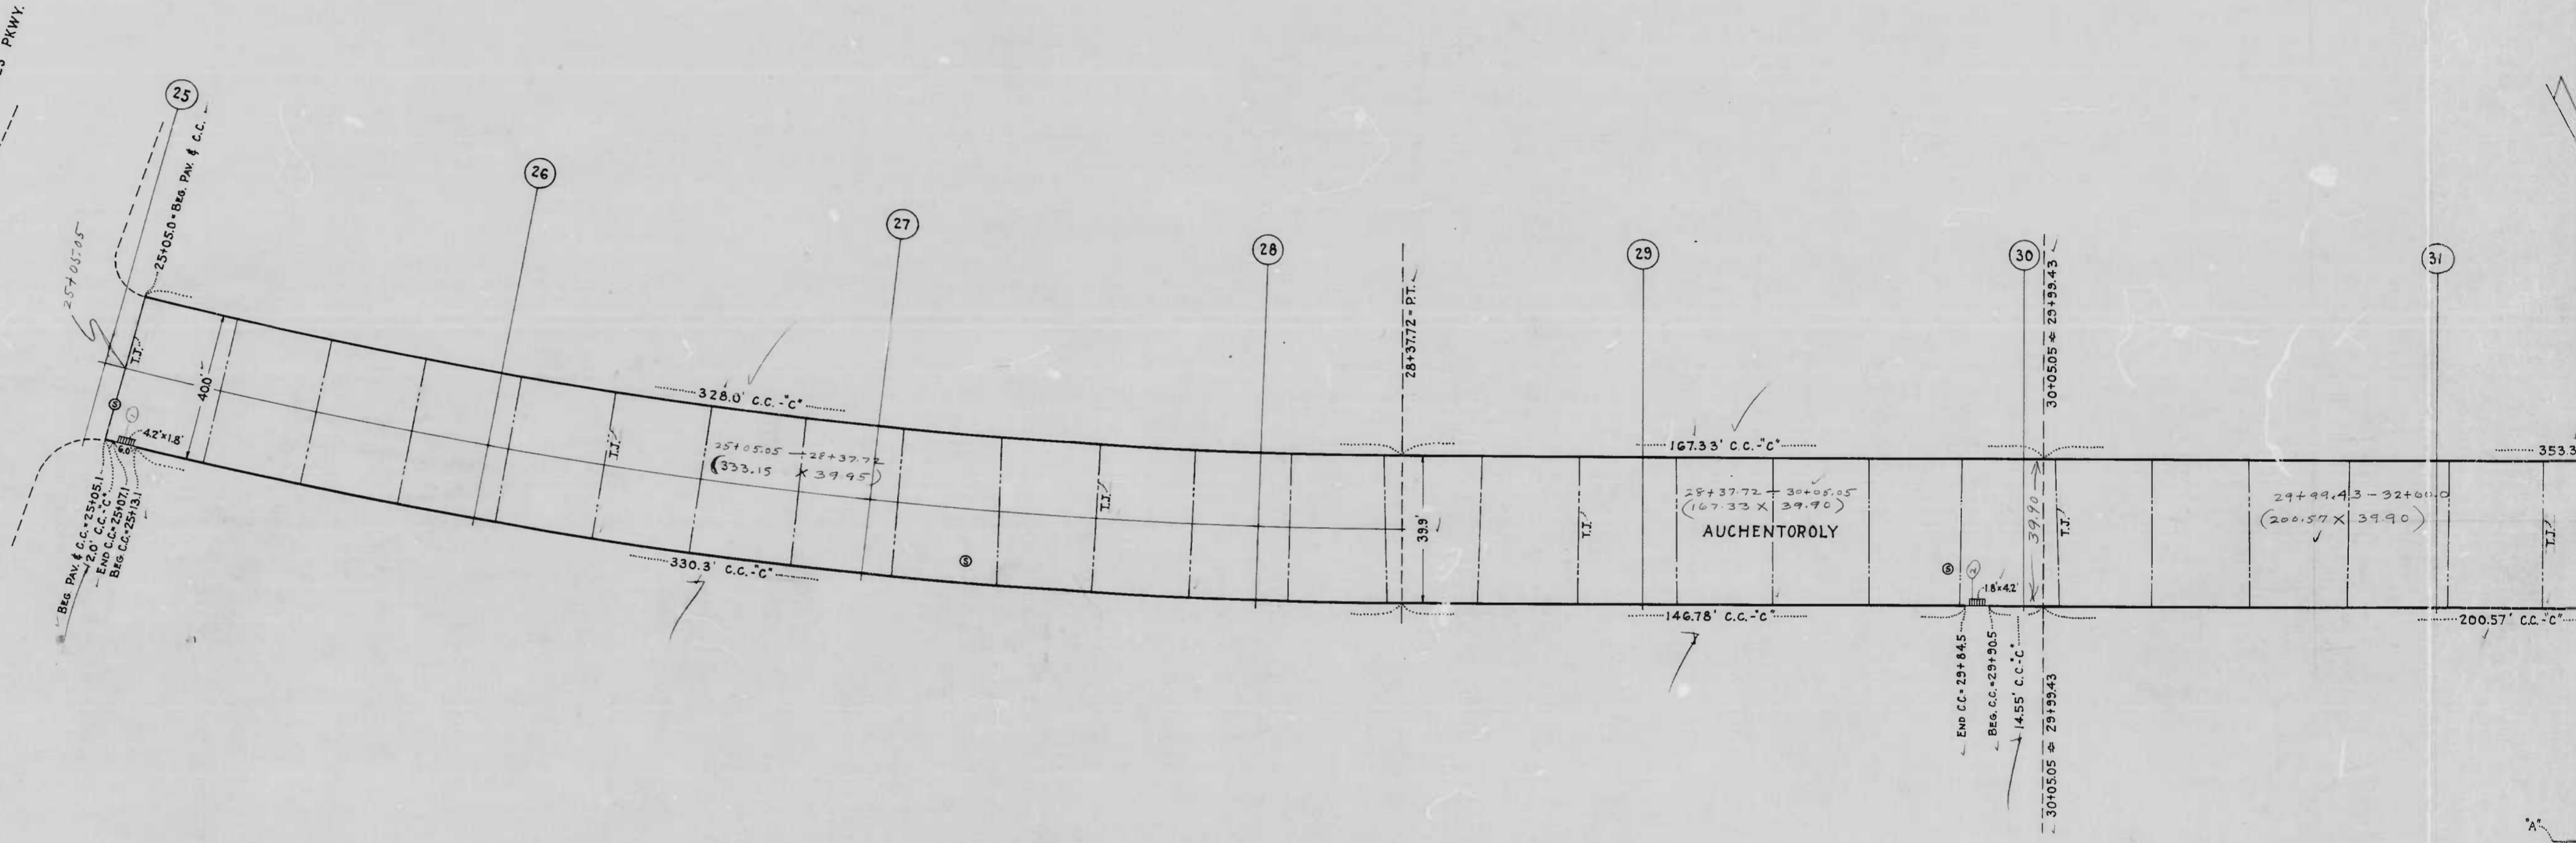 PKWY.
25
25+05.0 = BEG. PAV. & C.C.
25+05.05
T.J.
40.0'
S
1
4.2'×1.8'
6.0'
BEG. PAV. & C.C. = 25+05.1
2.0' C.C.-"C"
END C.C. = 25+07.1
BEG. C.C. = 25+13.1
26
27
28
328.0' C.C.-"C"
T.J.
25+05.05 - 28+37.72
(333.15 × 39.95)
330.3' C.C.-"C"
S
T.J.
28+37.72 = P.T.
39.9'
29
30
31
30+05.05 = 29+99.43
167.33' C.C.-"C"
T.J.
28+37.72 - 30+05.05
(167.33 × 39.90)
AUCHENTOROLY
S
2
1.8'×4.2'
39.90
T.J.
146.78' C.C.-"C"
END C.C. = 29+84.5
BEG. C.C. = 29+90.5
14.55' C.C.-"C"
30+05.05 = 29+99.43
353.3
29+99.43 - 32+00.0
(200.57 × 39.90)
T.J.
200.57' C.C.-"C"
"A"